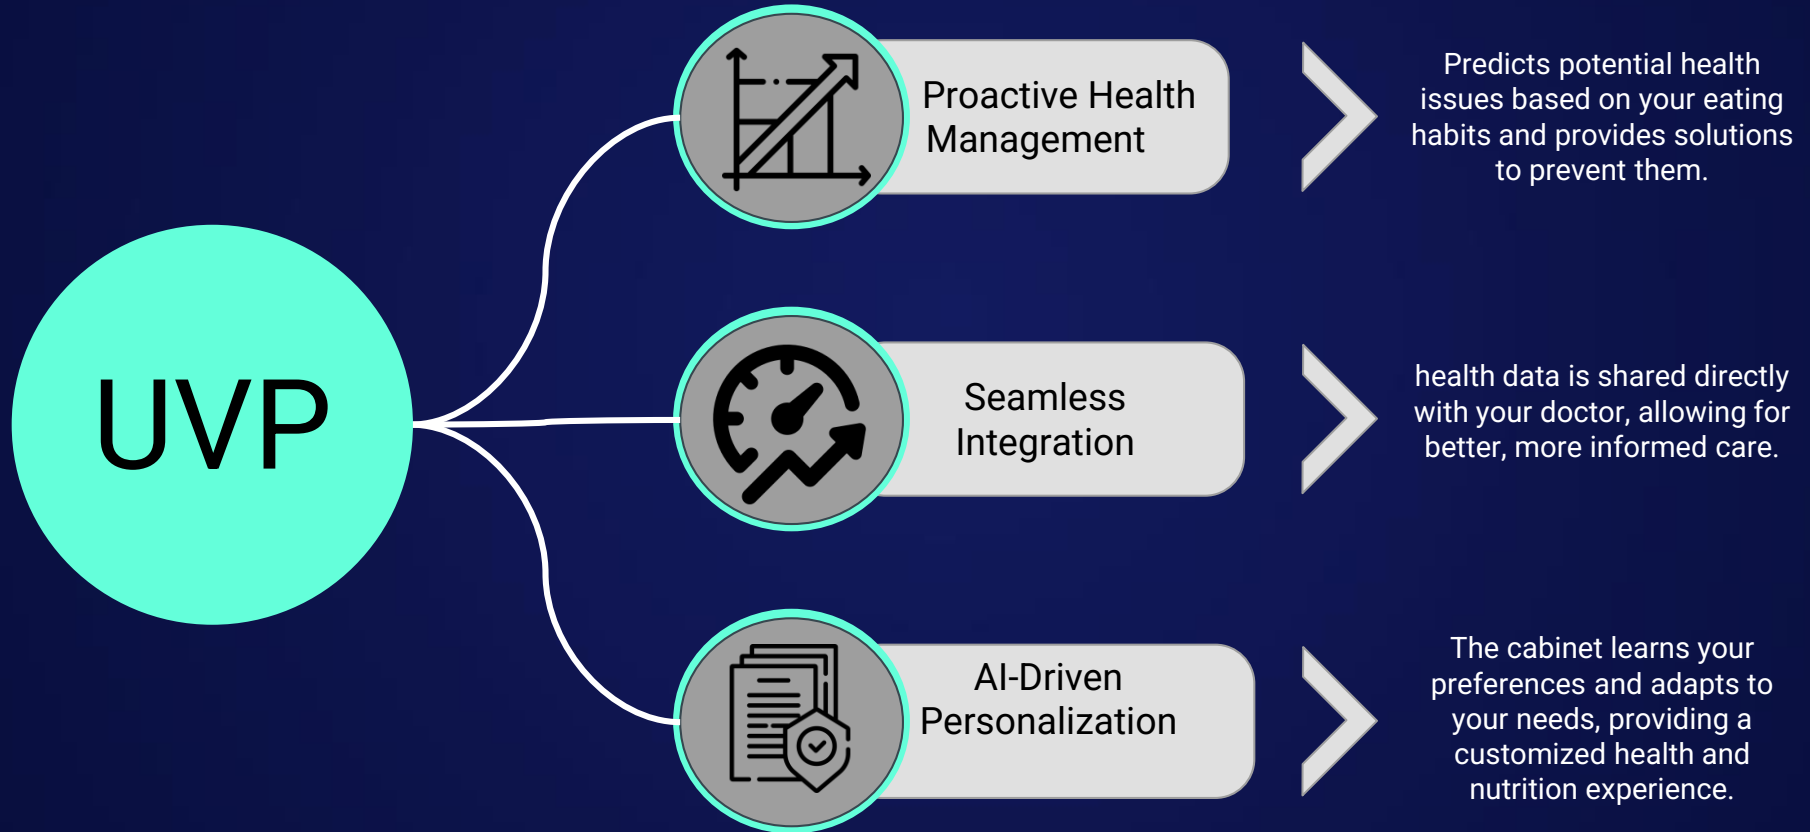 UVP
Proactive Health
Management
Predicts potential health
issues based on your eating
habits and provides solutions
to prevent them.
Seamless
Integration
health data is shared directly
with your doctor, allowing for
better, more informed care.
AI-Driven
Personalization
The cabinet learns your
preferences and adapts to
your needs, providing a
customized health and
nutrition experience.